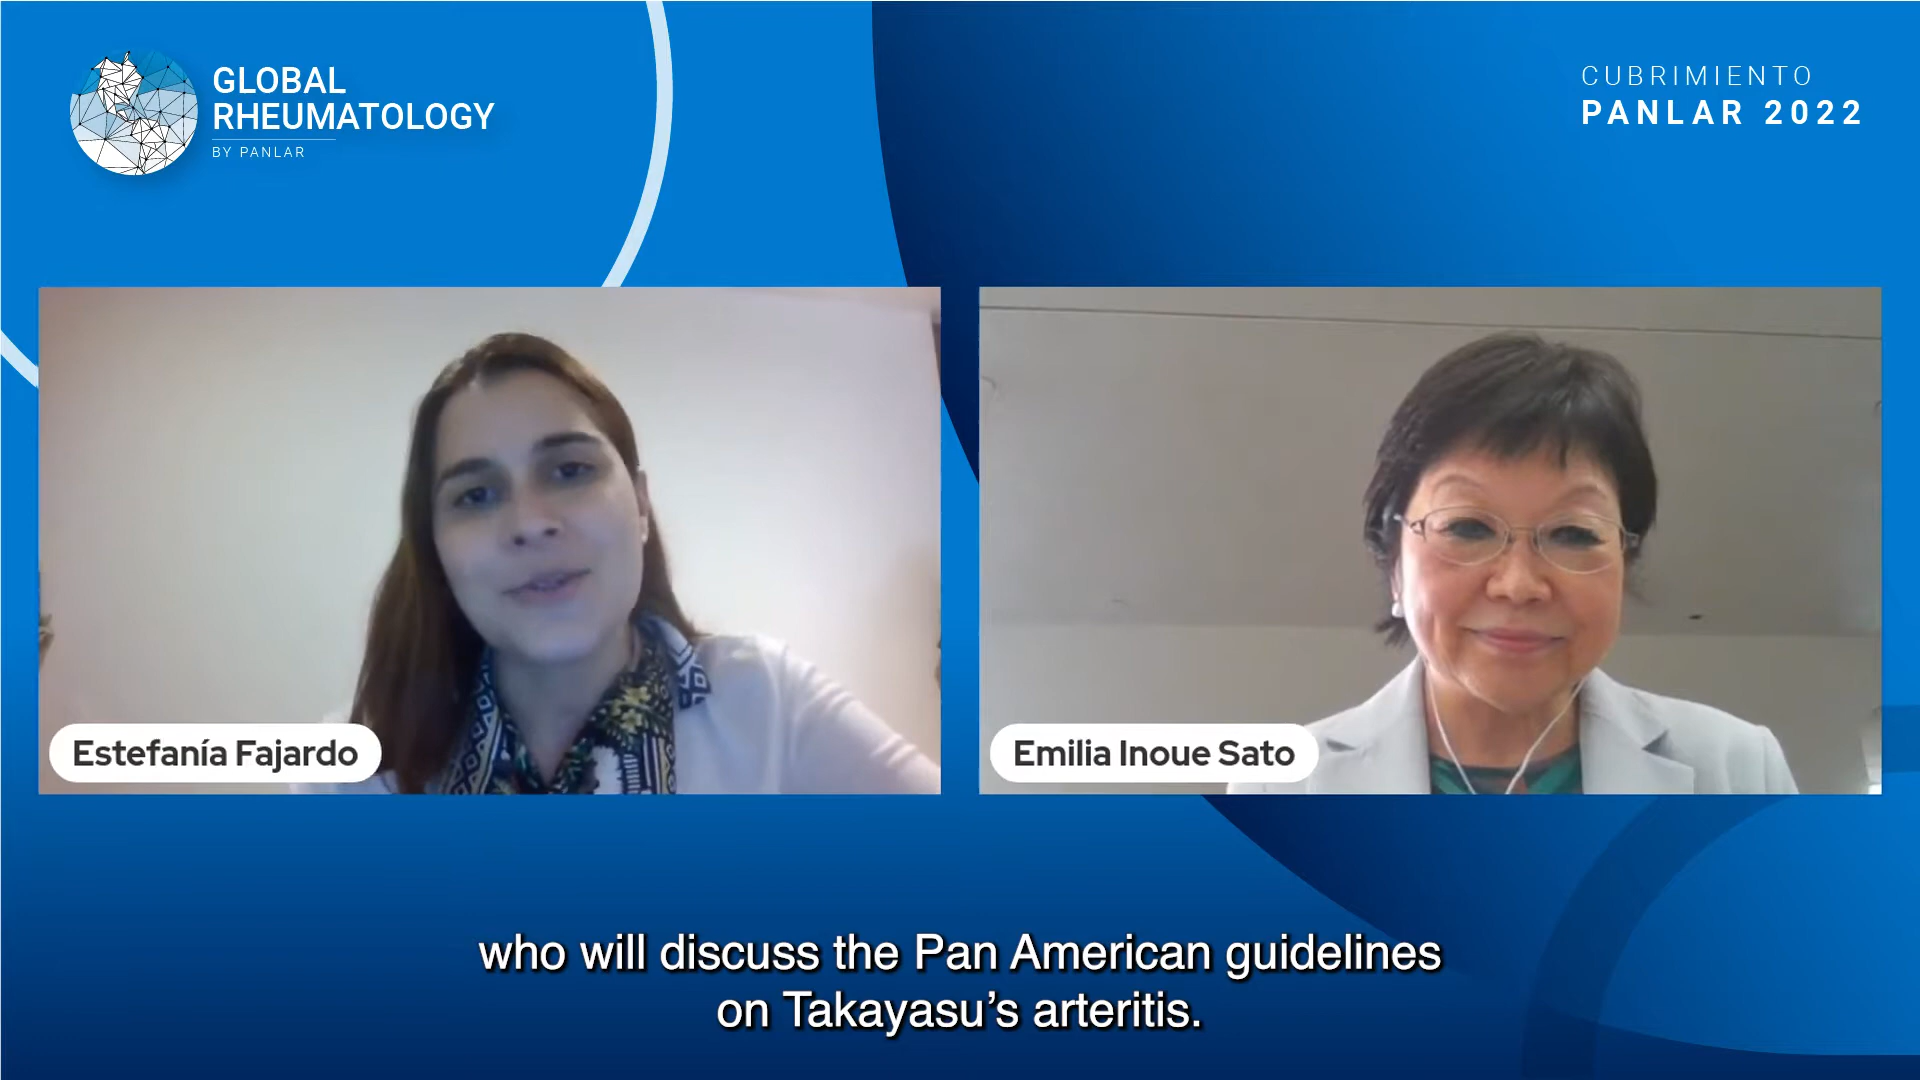 GLOBAL
RHEUMATOLOGY
BY PANLAR
CUBRIMIENTO
PANLAR 2022
Estefanía Fajardo
Emilia Inoue Sato
who will discuss the Pan American guidelines
on Takayasu’s arteritis.